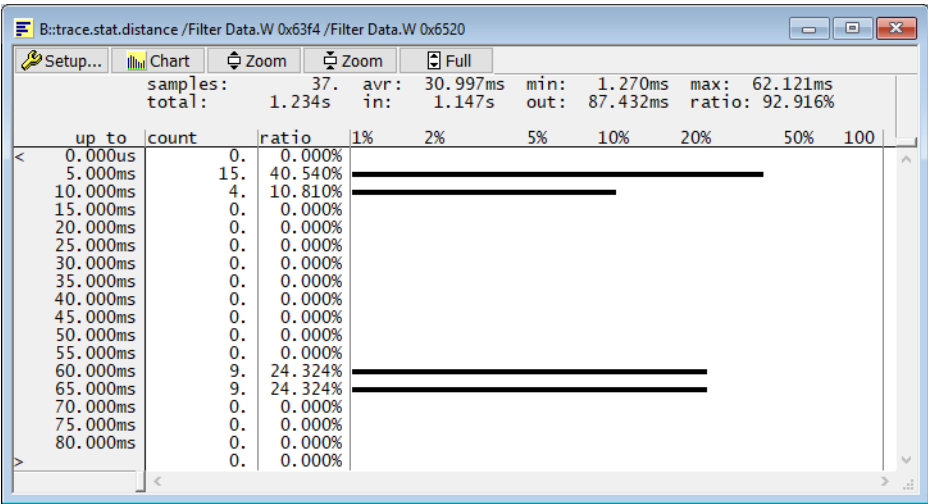 B::trace.stat.distance /Filter Data.W 0x63f4 /Filter Data.W 0x6520
Setup... Chart Zoom Zoom Full
samples: 37. avr: 30.997ms min: 1.270ms max: 62.121ms
total: 1.234s in: 1.147s out: 87.432ms ratio: 92.916%
up to count ratio 1% 2% 5% 10% 20% 50% 100
< 0.000us 0. 0.000%
5.000ms 15. 40.540%
10.000ms 4. 10.810%
15.000ms 0. 0.000%
20.000ms 0. 0.000%
25.000ms 0. 0.000%
30.000ms 0. 0.000%
35.000ms 0. 0.000%
40.000ms 0. 0.000%
45.000ms 0. 0.000%
50.000ms 0. 0.000%
55.000ms 0. 0.000%
60.000ms 9. 24.324%
65.000ms 9. 24.324%
70.000ms 0. 0.000%
75.000ms 0. 0.000%
80.000ms 0. 0.000%
> 0. 0.000%